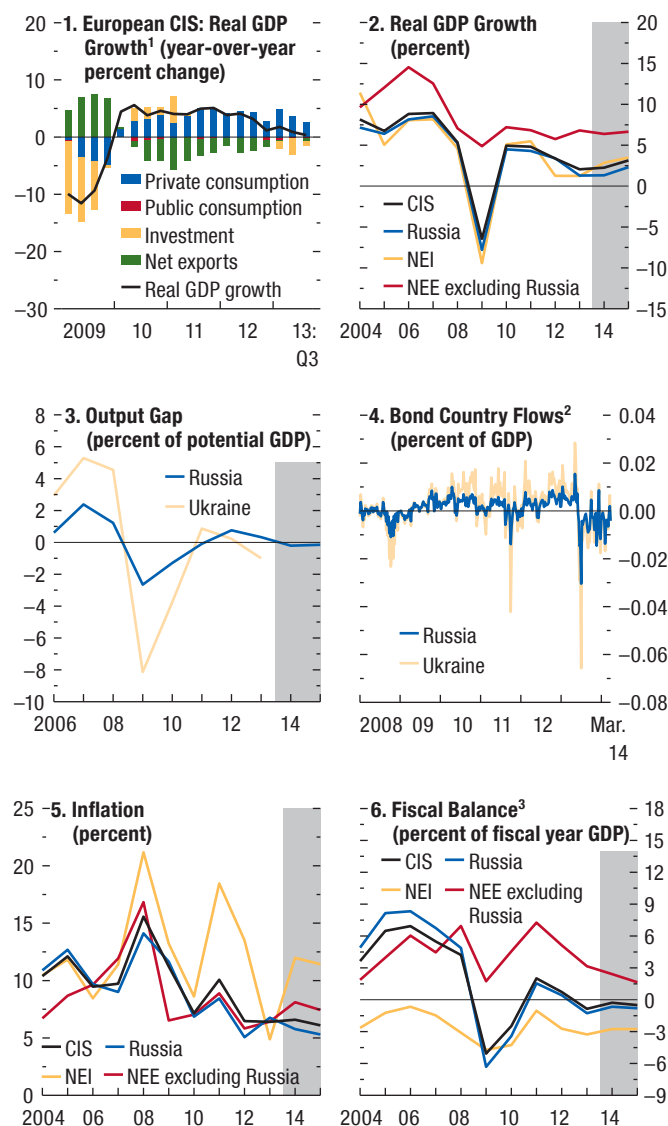 1. European CIS: Real GDP
Growth¹ (year-over-year
percent change)
20
10
0
–10
–20
–30
Private consumption
Public consumption
Investment
Net exports
Real GDP growth
2009
10
11
12
13:
Q3
2. Real GDP Growth
(percent)
20
15
10
5
0
–5
–10
–15
CIS
Russia
NEI
NEE excluding Russia
2004
06
08
10
12
14
3. Output Gap
(percent of potential GDP)
8
6
4
2
0
–2
–4
–6
–8
–10
Russia
Ukraine
2006
08
10
12
14
4. Bond Country Flows²
(percent of GDP)
0.04
0.02
0.00
–0.02
–0.04
–0.06
–0.08
Russia
Ukraine
2008
09
10
11
12
Mar.
14
5. Inflation
(percent)
25
20
15
10
5
0
CIS
Russia
NEI
NEE excluding Russia
2004
06
08
10
12
14
6. Fiscal Balance³
(percent of fiscal year GDP)
18
15
12
9
6
3
0
–3
–6
–9
CIS
Russia
NEI
NEE excluding
Russia
2004
06
08
10
12
14